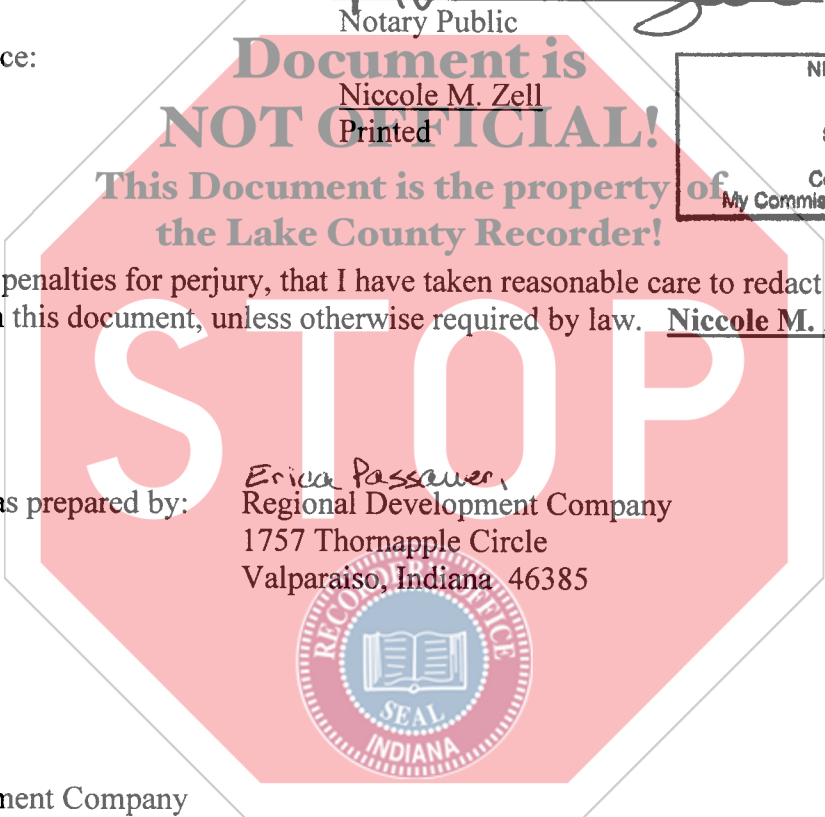 Notary Public
ce:
Document is
NI
Niccole M. Zell
NOT OFFICIAL!
Printed
S
Co
This Document is the property of
My Commis
the Lake County Recorder!
penalties for perjury, that I have taken reasonable care to redact
this document, unless otherwise required by law. Niccole M.
STOP
Erica Passauer,
as prepared by: Regional Development Company
1757 Thornapple Circle
Valparaiso, Indiana 46385
RECORDER'S OFFICE
SEAL
INDIANA
ment Company